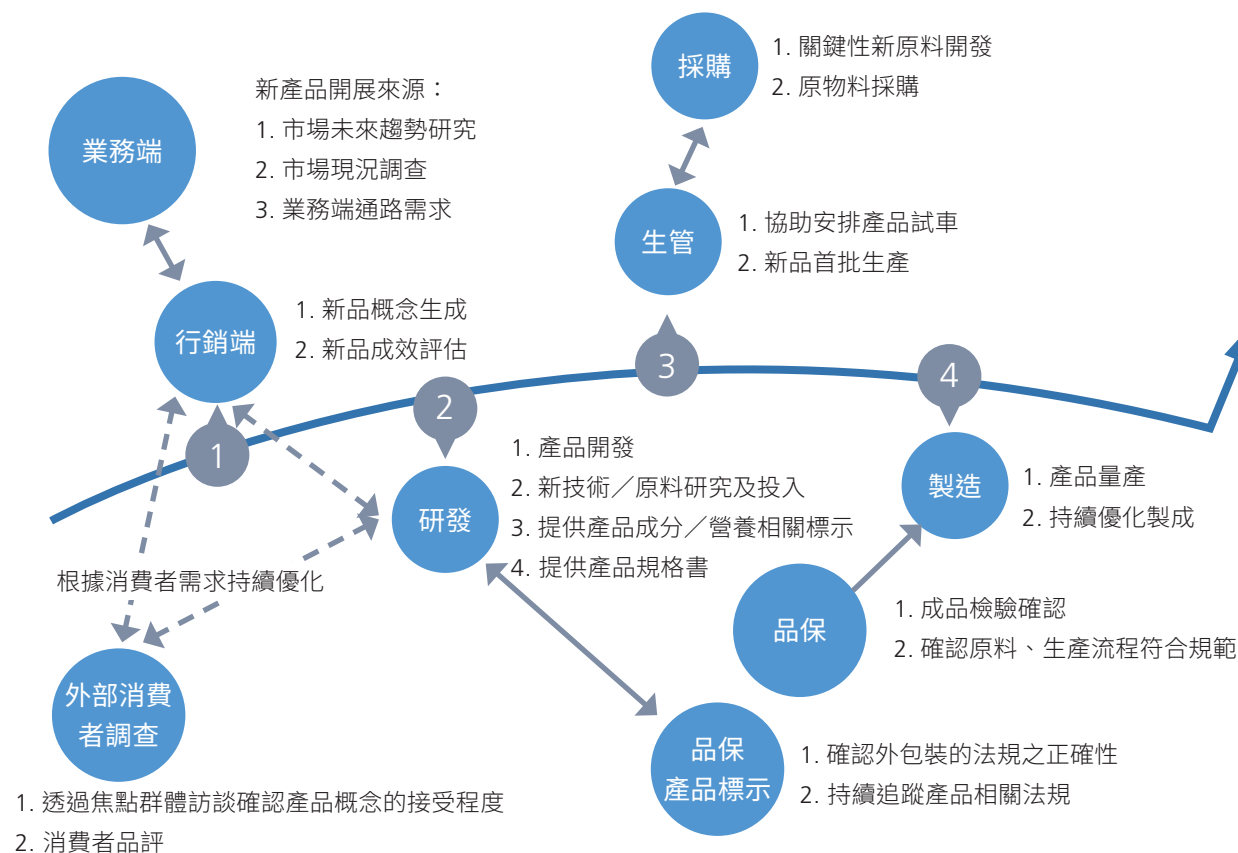 業務端
新產品開展來源：
1. 市場未來趨勢研究
2. 市場現況調查
3. 業務端通路需求
行銷端
1. 新品概念生成
2. 新品成效評估
1
根據消費者需求持續優化
外部消費
者調查
1. 透過焦點群體訪談確認產品概念的接受程度
2. 消費者品評
2
研發
1. 產品開發
2. 新技術／原料研究及投入
3. 提供產品成分／營養相關標示
4. 提供產品規格書
品保
產品標示
1. 確認外包裝的法規之正確性
2. 持續追蹤產品相關法規
採購
1. 關鍵性新原料開發
2. 原物料採購
生管
1. 協助安排產品試車
2. 新品首批生產
3
4
製造
1. 產品量產
2. 持續優化製成
品保
1. 成品檢驗確認
2. 確認原料、生產流程符合規範